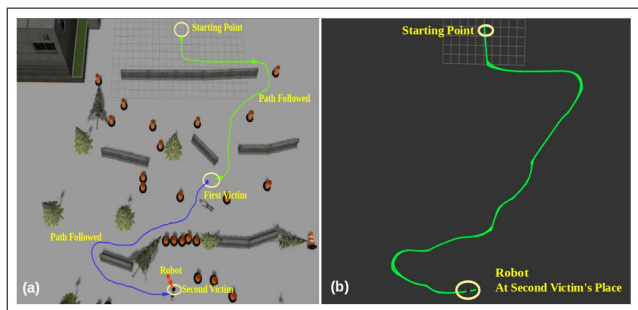 Starting Point
Path Followed
First Victim
Path Followed
Robot
Second Victim
(a)
Starting Point
Robot
At Second Victim's Place
(b)